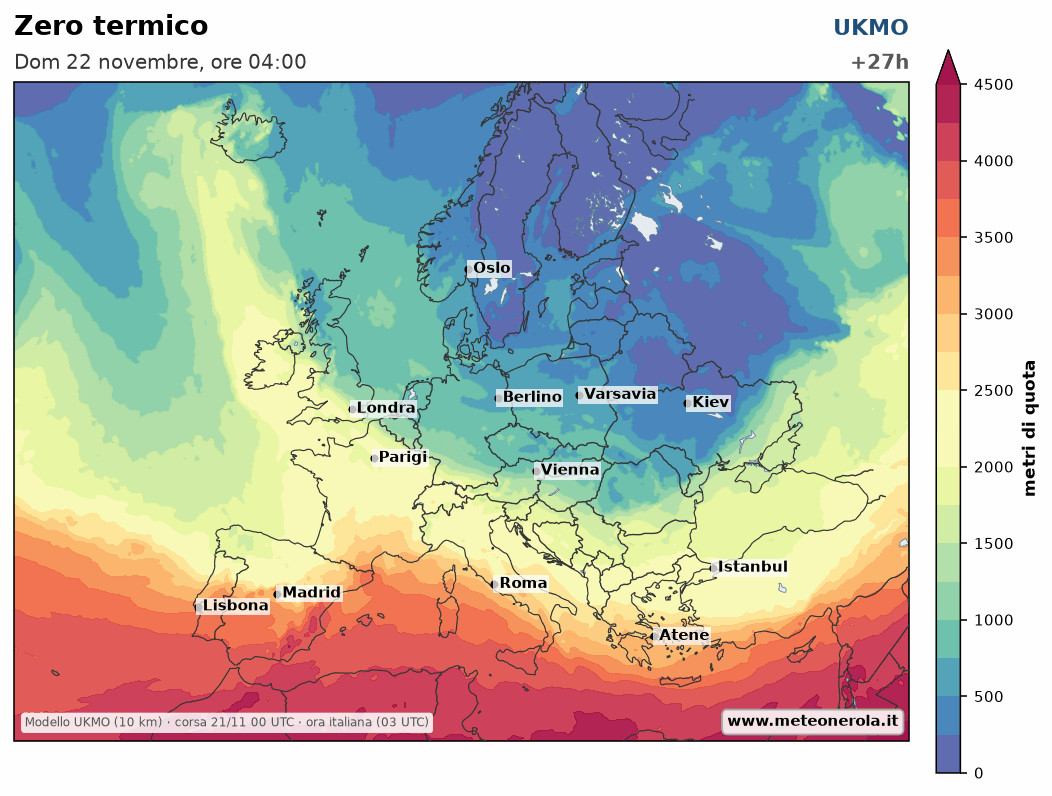 Zero termico
UKMO
Dom 22 novembre, ore 04:00
+27h
4500
4000
3500
3000
2500
2000
1500
1000
500
0
metri di quota
Oslo
Londra
Berlino
Varsavia
Kiev
Parigi
Vienna
Istanbul
Roma
Madrid
Lisbona
Atene
Modello UKMO (10 km) · corsa 21/11 00 UTC · ora italiana (03 UTC)
www.meteonerola.it